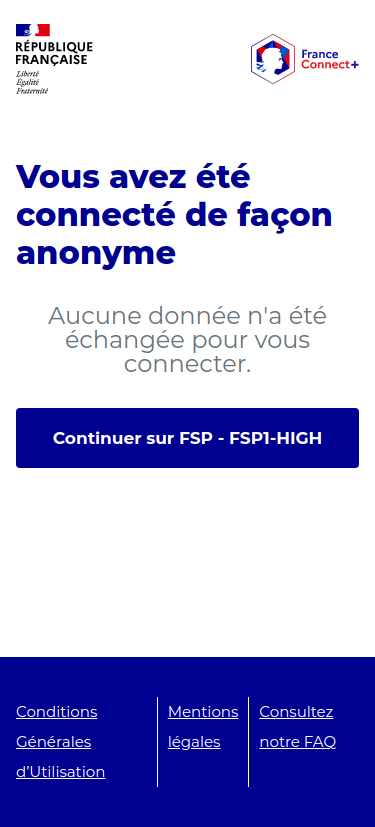 RÉPUBLIQUE
FRANÇAISE
Liberté
Égalité
Fraternité
France
Connect+
Vous avez été
connecté de façon
anonyme
Aucune donnée n'a été
échangée pour vous
connecter.
Continuer sur FSP - FSP1-HIGH
Conditions
Générales
d’Utilisation
Mentions
légales
Consultez
notre FAQ